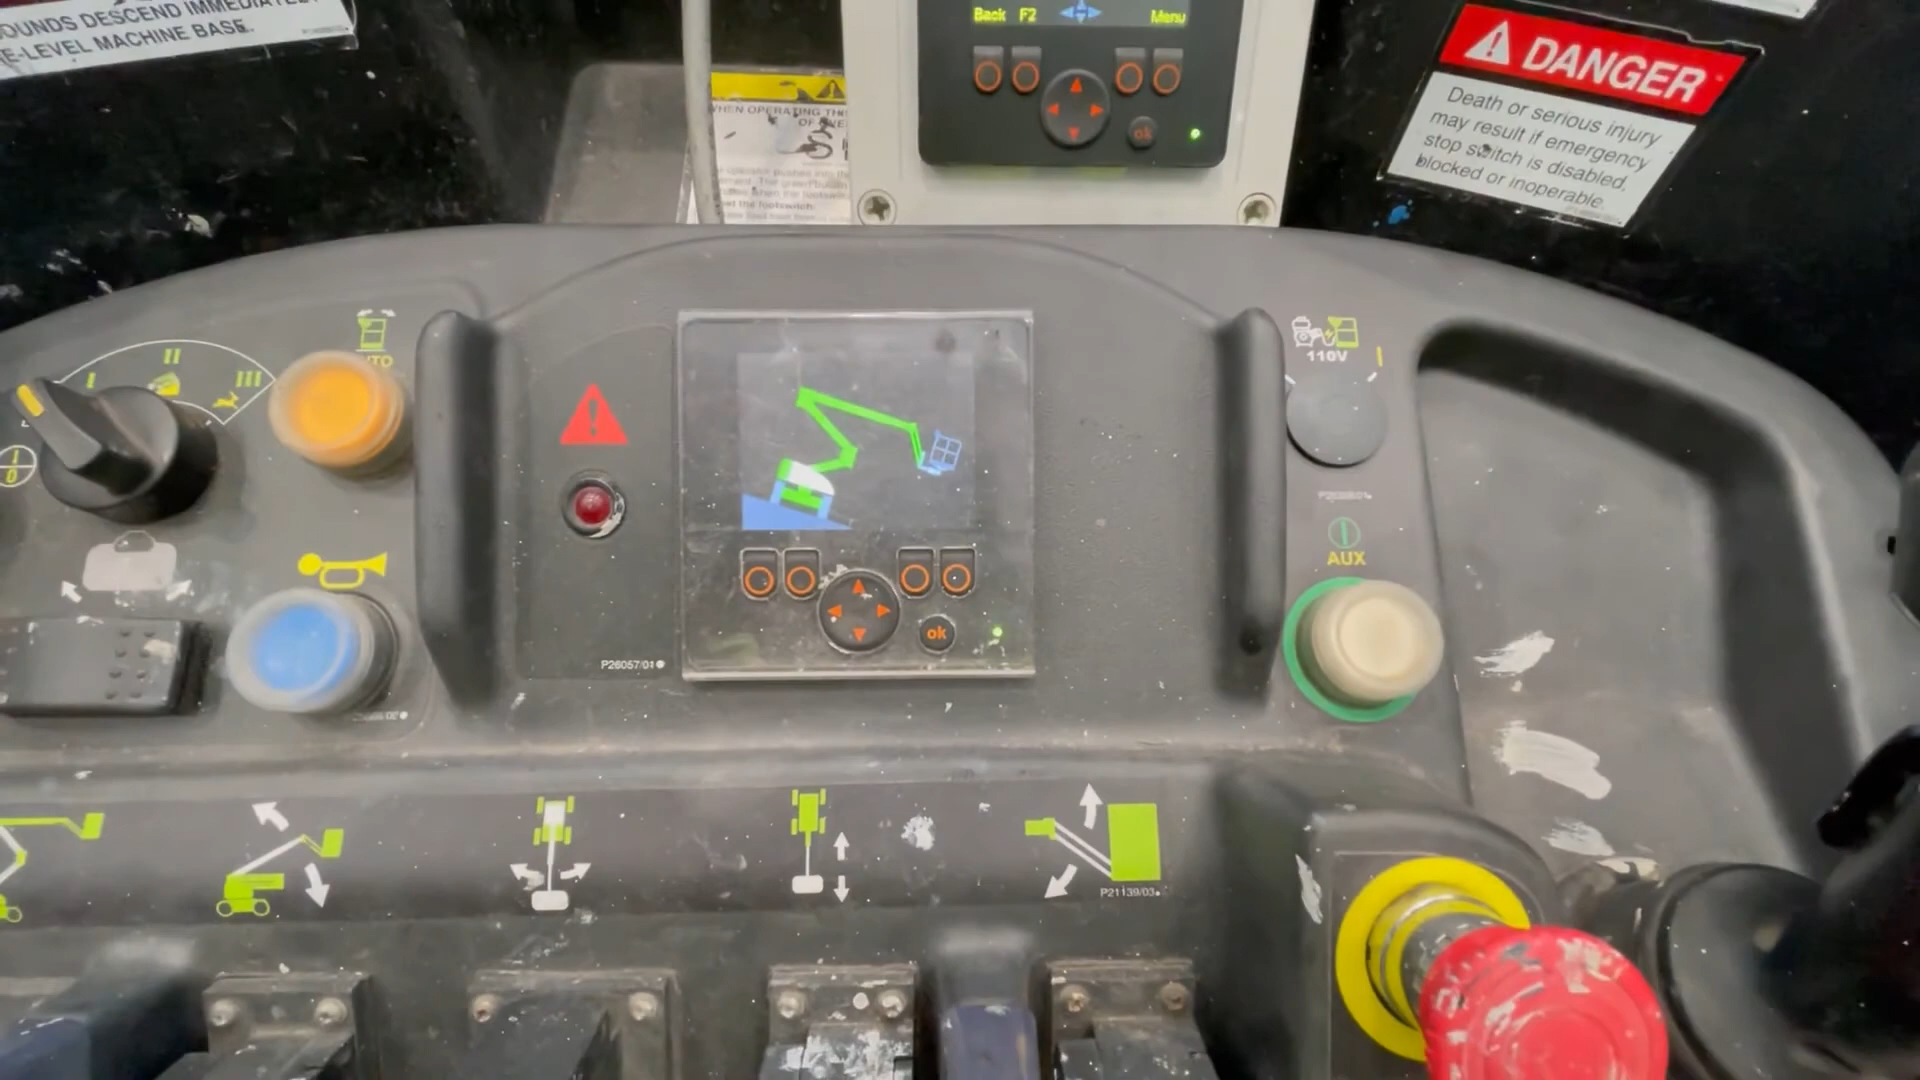 OUNDS DESCEND IMMEDIATELY
E-LEVEL MACHINE BASE.
Back F2 Menu
ok
WHEN OPERATING THI
DANGER
Death or serious injury
may result if emergency
stop switch is disabled,
blocked or inoperable.
I
II
III
110V
AUX
ok
P26057/01
P21139/03